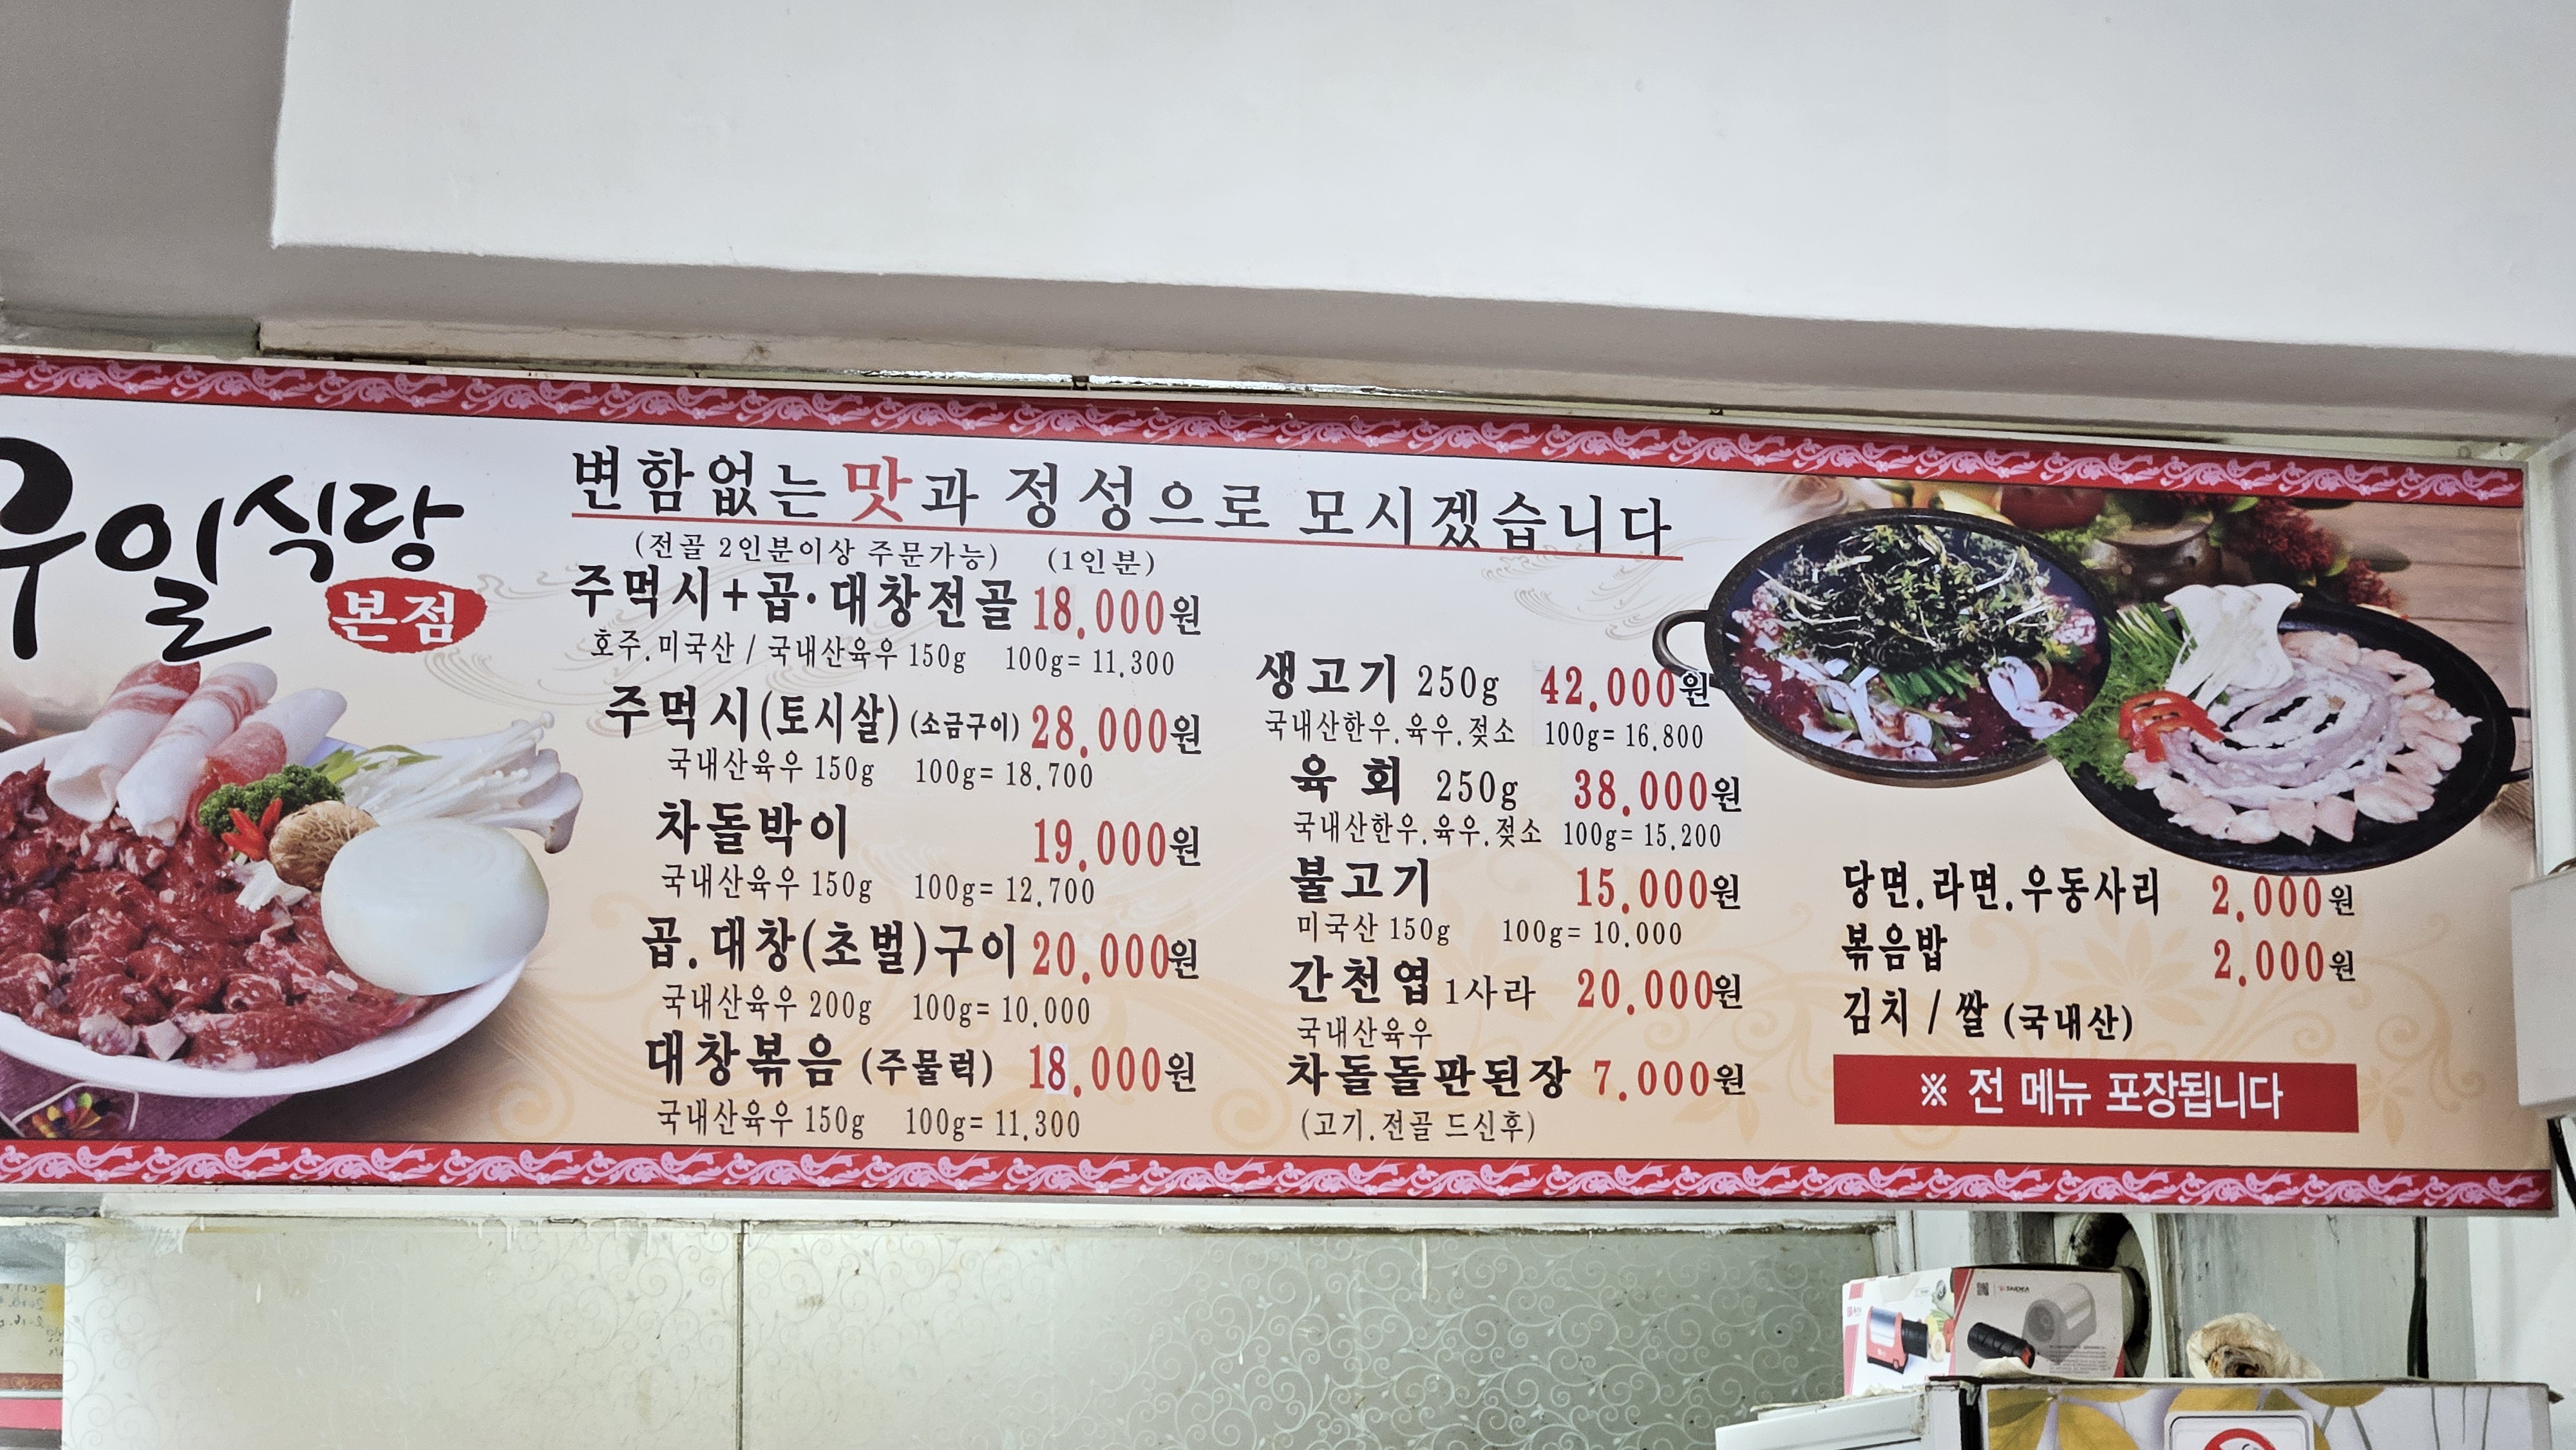 우일식당
본점
변함없는 맛과 정성으로 모시겠습니다
(전골 2인분이상 주문가능) (1인분)
주먹시+곱·대창전골 18.000원
호주.미국산 / 국내산육우 150g 100g= 11.300
주먹시(토시살)(소금구이) 28.000원
국내산육우 150g 100g= 18.700
차돌박이 19.000원
국내산육우 150g 100g= 12.700
곱.대창(초벌)구이 20.000원
국내산육우 200g 100g= 10.000
대창볶음 (주물럭) 18.000원
국내산육우 150g 100g= 11.300
생고기 250g 42.000원
국내산한우.육우.젖소 100g= 16.800
육 회 250g 38.000원
국내산한우.육우.젖소 100g= 15.200
불고기 15.000원
미국산 150g 100g= 10.000
간천엽 1사라 20.000원
국내산육우
차돌돌판된장 7.000원
(고기.전골 드신후)
당면.라면.우동사리 2.000원
볶음밥 2.000원
김치 / 쌀 (국내산)
※ 전 메뉴 포장됩니다